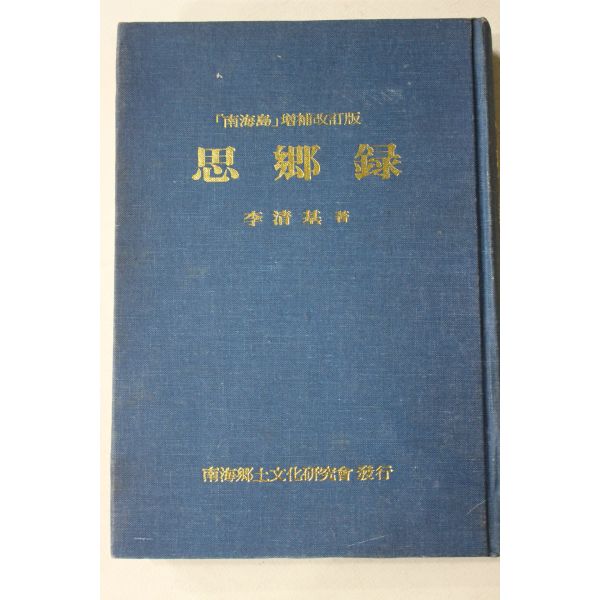 「南海島」增補改訂版
思鄕錄
李清基 著
南海鄕土文化硏究會 發行